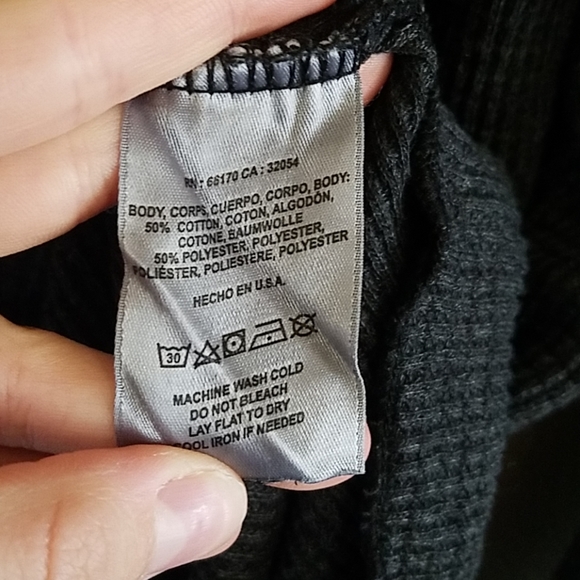 RN : 66170 CA : 32054
BODY, CORPS, CUERPO, CORPO, BODY:
50% COTTON, COTON, ALGODÓN,
COTONE, BAUMWOLLE
50% POLYESTER, POLYESTER,
POLIÉSTER, POLIESTERE, POLYESTER
HECHO EN U.S.A.
30
MACHINE WASH COLD
DO NOT BLEACH
LAY FLAT TO DRY
COOL IRON IF NEEDED